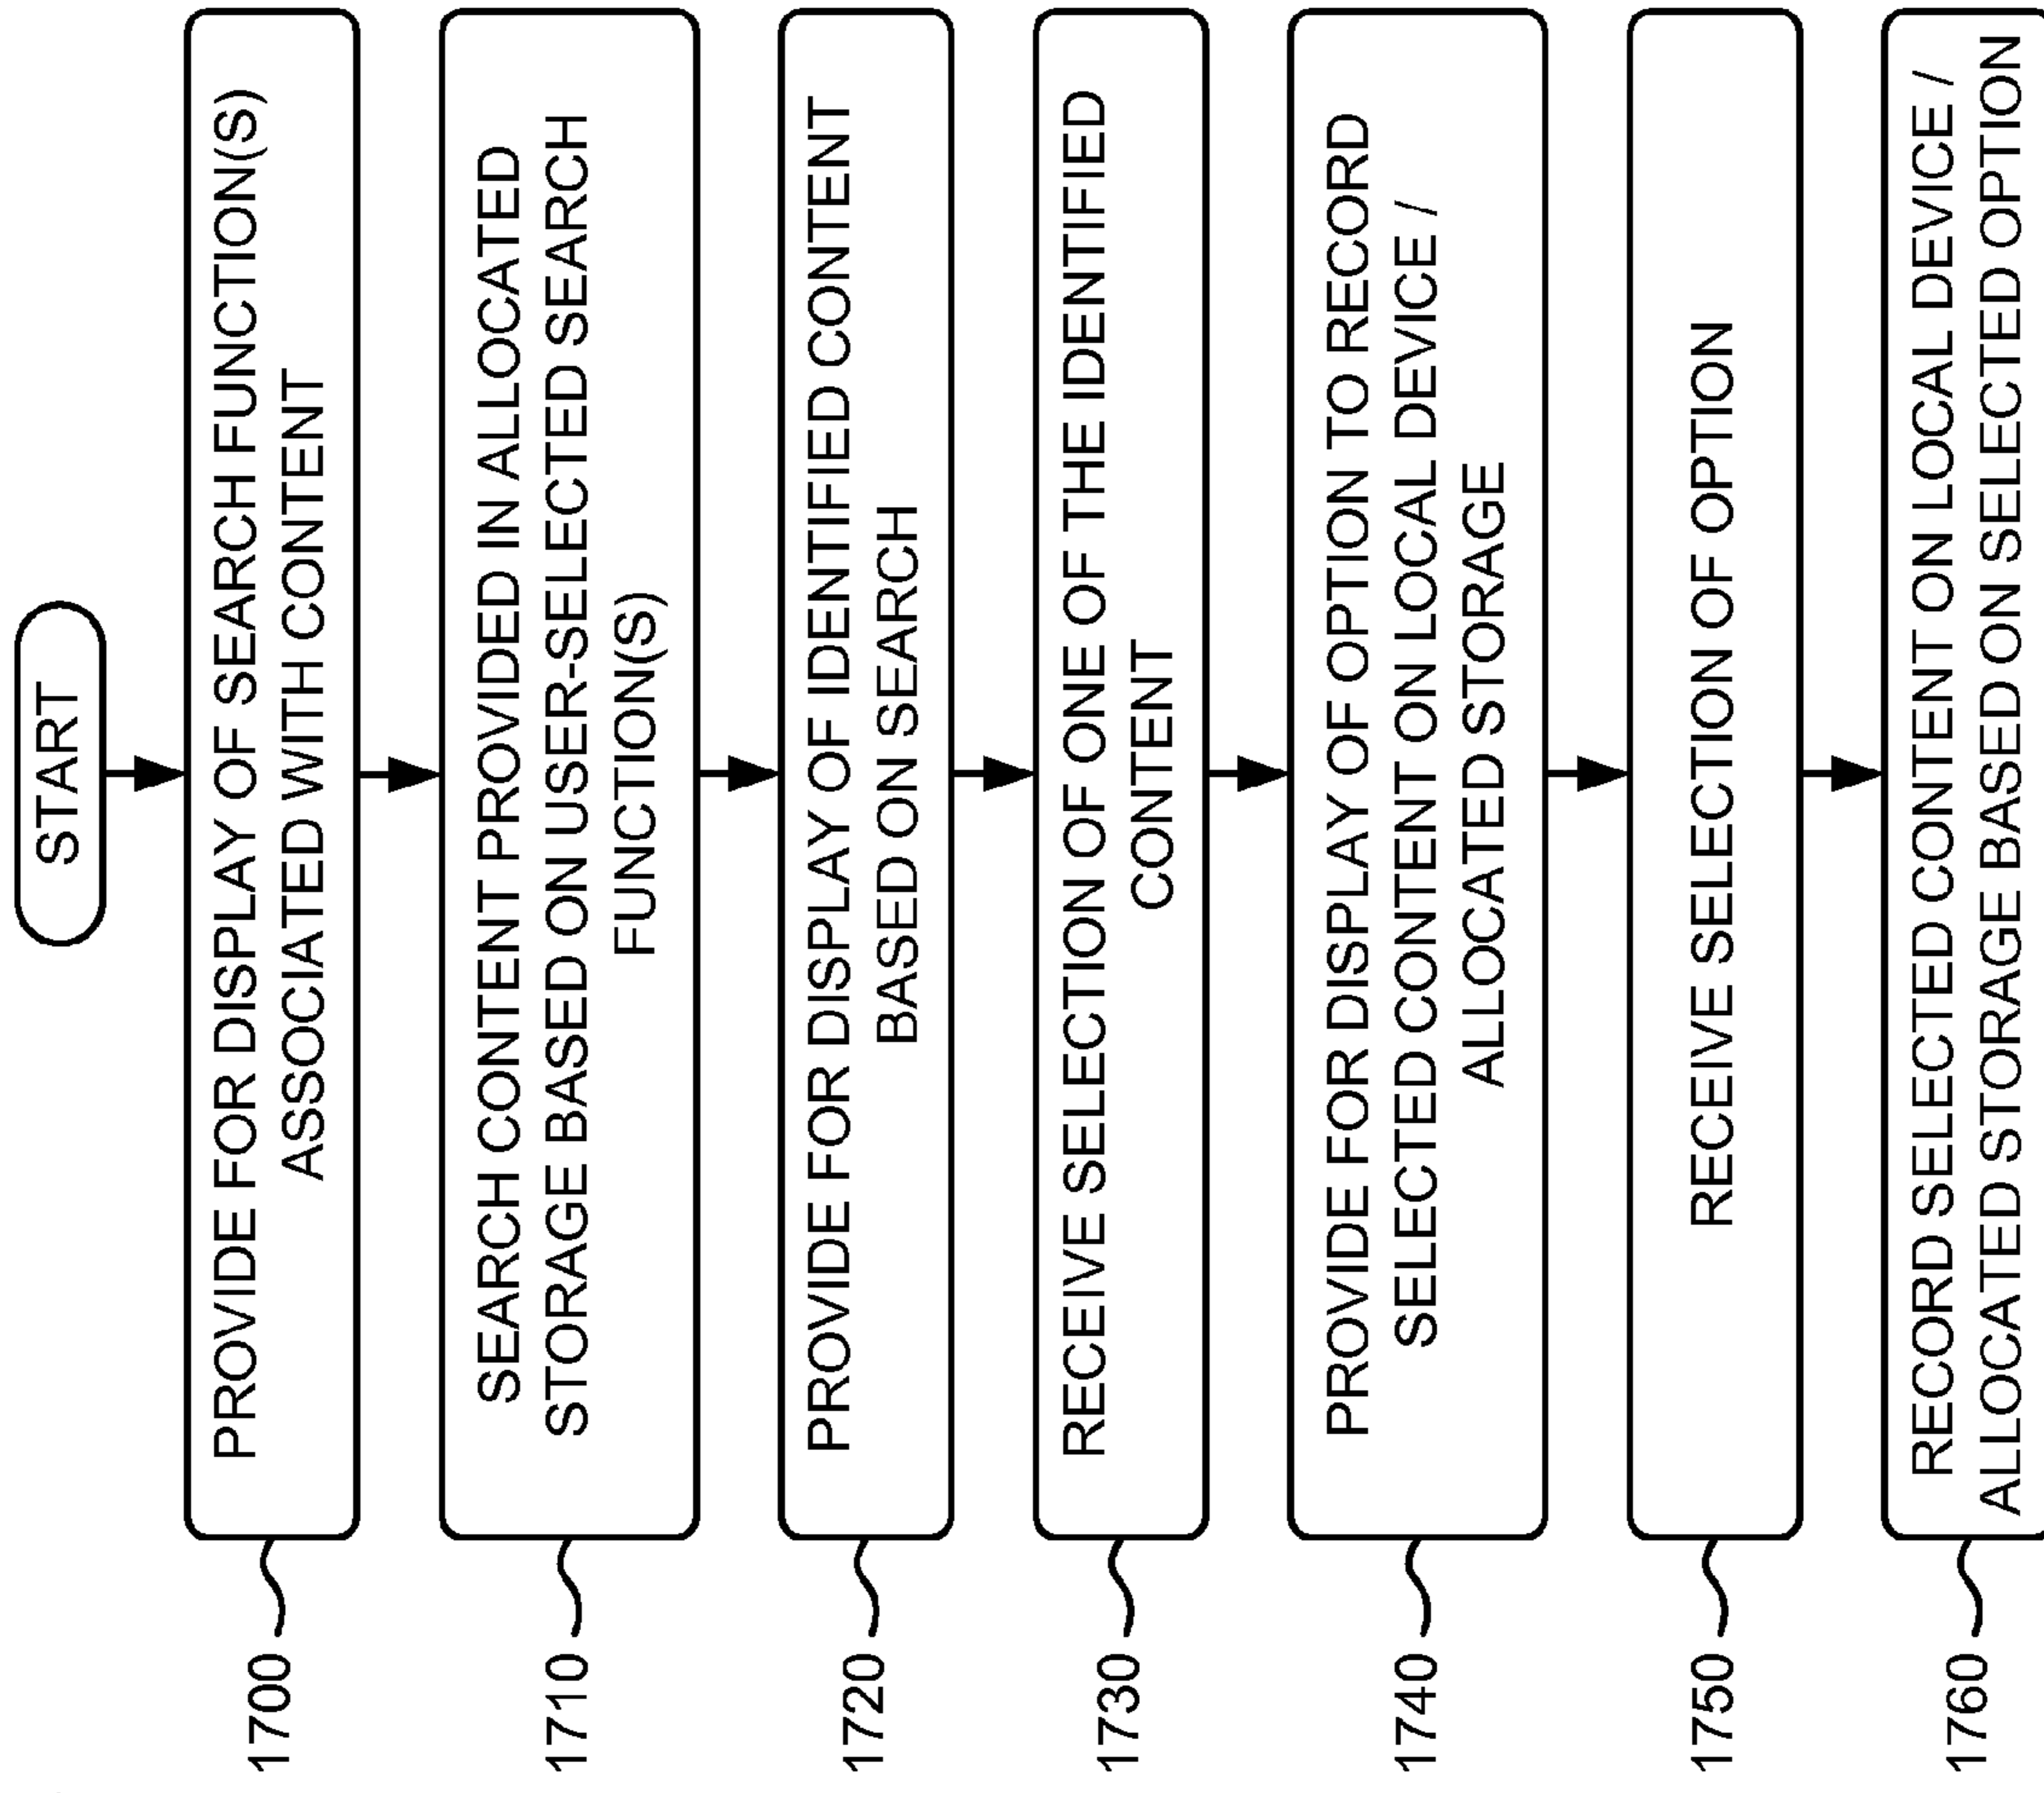 START
1700
PROVIDE FOR DISPLAY OF SEARCH FUNCTION(S)
ASSOCIATED WITH CONTENT
1710
SEARCH CONTENT PROVIDED IN ALLOCATED
STORAGE BASED ON USER-SELECTED SEARCH
FUNCTION(S)
1720
PROVIDE FOR DISPLAY OF IDENTIFIED CONTENT
BASED ON SEARCH
1730
RECEIVE SELECTION OF ONE OF THE IDENTIFIED
CONTENT
1740
PROVIDE FOR DISPLAY OF OPTION TO RECORD
SELECTED CONTENT ON LOCAL DEVICE /
ALLOCATED STORAGE
1750
RECEIVE SELECTION OF OPTION
1760
RECORD SELECTED CONTENT ON LOCAL DEVICE /
ALLOCATED STORAGE BASED ON SELECTED OPTION